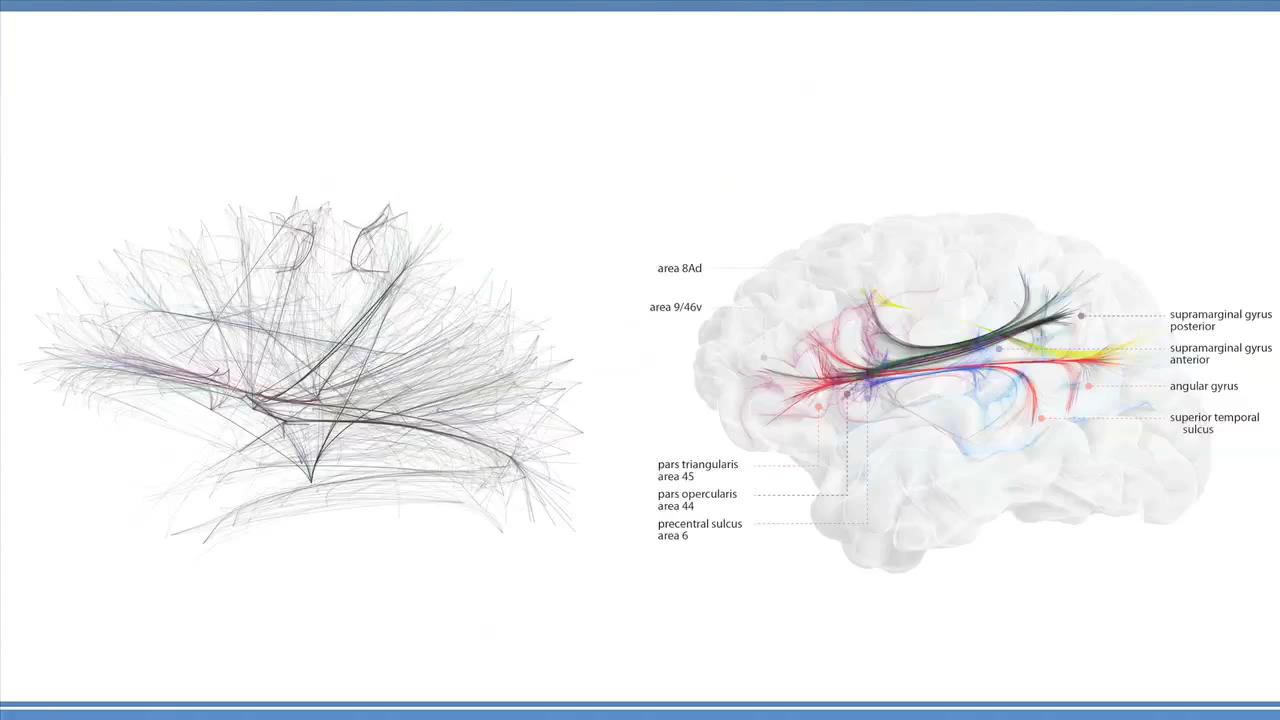 area 8Ad
area 9/46v
supramarginal gyrus
posterior
supramarginal gyrus
anterior
angular gyrus
superior temporal
sulcus
pars triangularis
area 45
pars opercularis
area 44
precentral sulcus
area 6